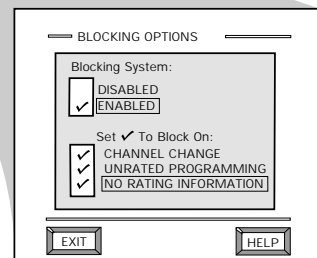 BLOCKING OPTIONS
Blocking System:
DISABLED
✓ ENABLED
Set ✓ To Block On:
✓ CHANNEL CHANGE
✓ UNRATED PROGRAMMING
✓ NO RATING INFORMATION
EXIT
HELP